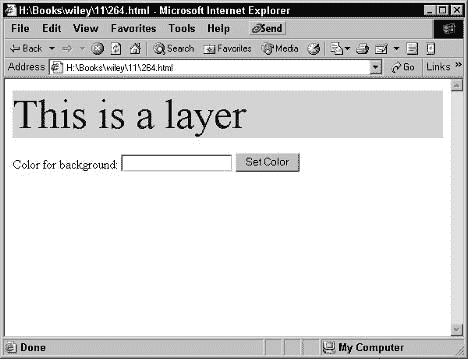 H:\Books\wiley\11\264.html - Microsoft Internet Explorer
File Edit View Favorites Tools Help Send
Back Search Favorites Media
Address H:\Books\wiley\11\264.html Go Links »
This is a layer
Color for background: Set Color
Done My Computer